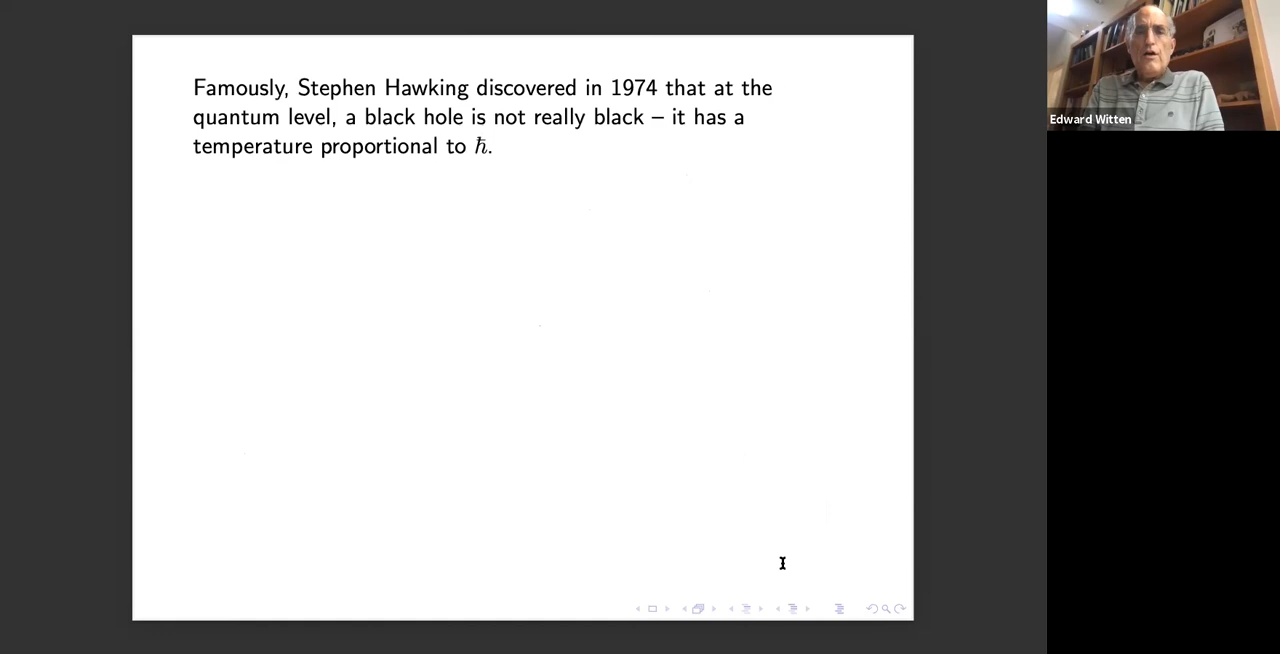 Famously, Stephen Hawking discovered in 1974 that at the
quantum level, a black hole is not really black – it has a
temperature proportional to ℏ.
Edward Witten